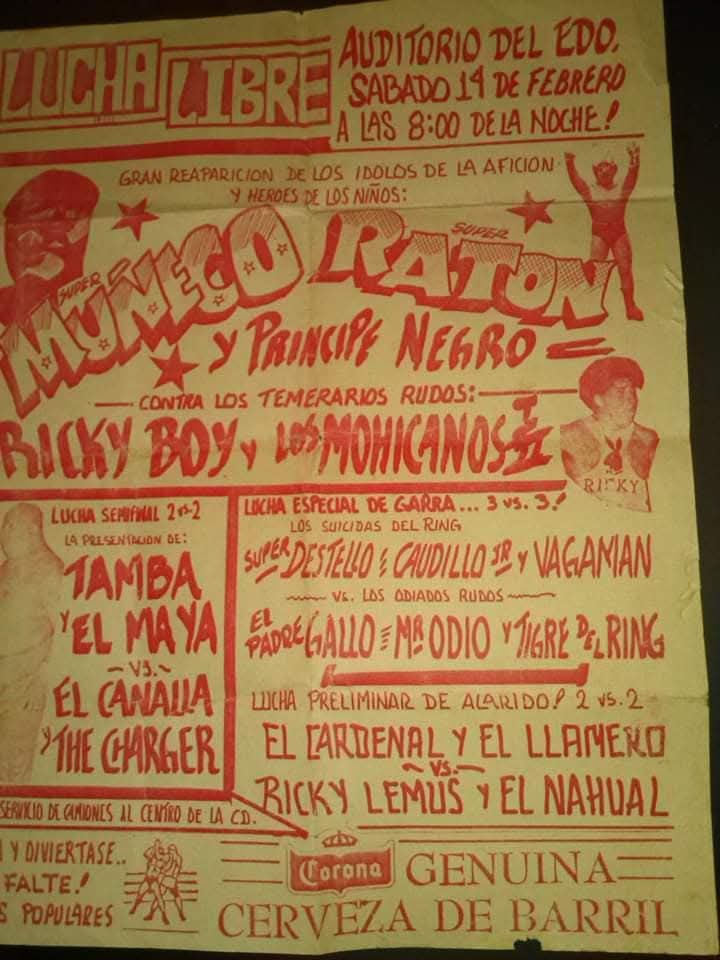 LUCHA LIBRE
AUDITORIO DEL EDO.
SABADO 14 DE FEBRERO
A LAS 8:00 DE LA NOCHE!
GRAN REAPARICION DE LOS IDOLOS DE LA AFICION
Y HEROES DE LOS NIÑOS:
SUPER MUÑECO SUPER RATON
Y PRINCIPE NEGRO
CONTRA LOS TEMERARIOS RUDOS:
RICKY BOY Y LOS MOHICANOS I II
RICKY
LUCHA SEMIFINAL 2 vs. 2
LA PRESENTACION DE:
TAMBA
Y EL MAYA
VS.
EL CANALLA
Y THE CHARGER
LUCHA ESPECIAL DE GARRA... 3 VS. 3!
LOS SUICIDAS DEL RING
SUPER DESTELLO CAUDILLO JR Y VAGAMAN
VS. LOS ODIADOS RUDOS
EL PADRE GALLO Mr ODIO Y TIGRE DEL RING
LUCHA PRELIMINAR DE ALARIDO! 2 VS. 2
EL CARDENAL Y EL LLANERO
VS.
RICKY LEMUS Y EL NAHUAL
SERVICIO DE CAMIONES AL CENTRO DE LA CD.
Y DIVIERTASE..
FALTE!
POPULARES
Corona GENUINA
CERVEZA DE BARRIL